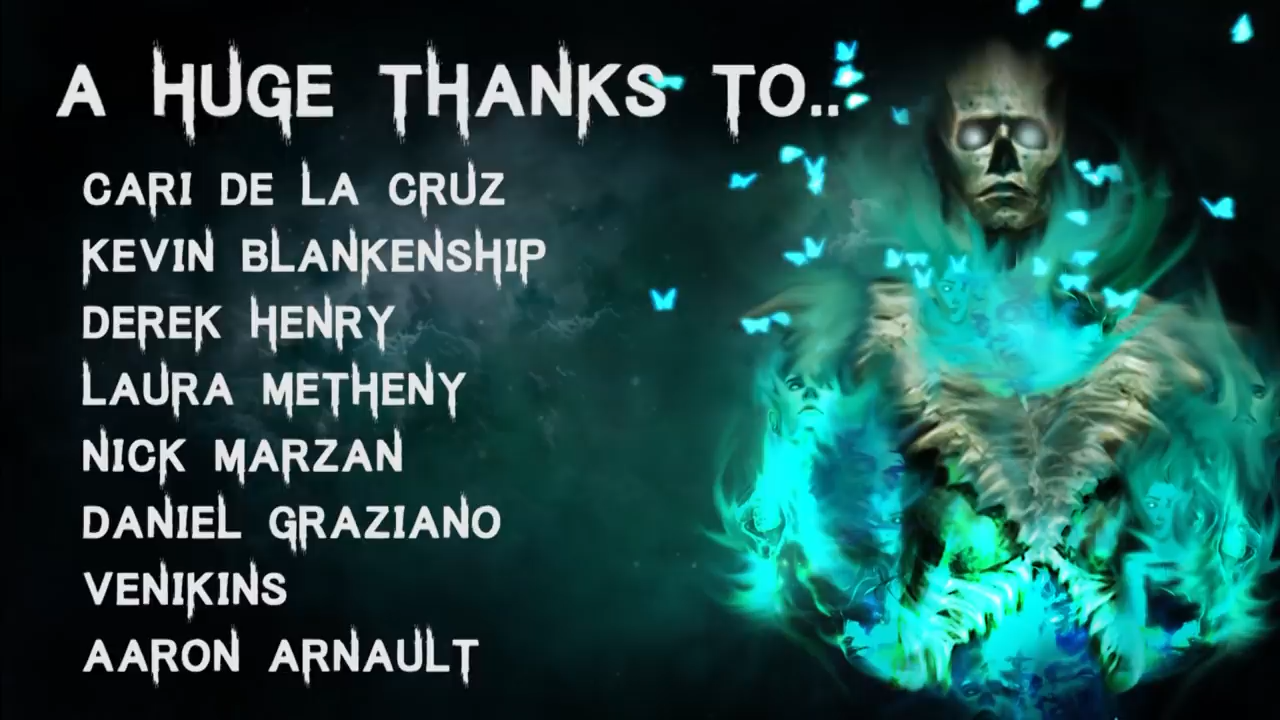 A HUGE THANKS TO..
CARI DE LA CRUZ
KEVIN BLANKENSHIP
DEREK HENRY
LAURA METHENY
NICK MARZAN
DANIEL GRAZIANO
VENIKINS
AARON ARNAULT